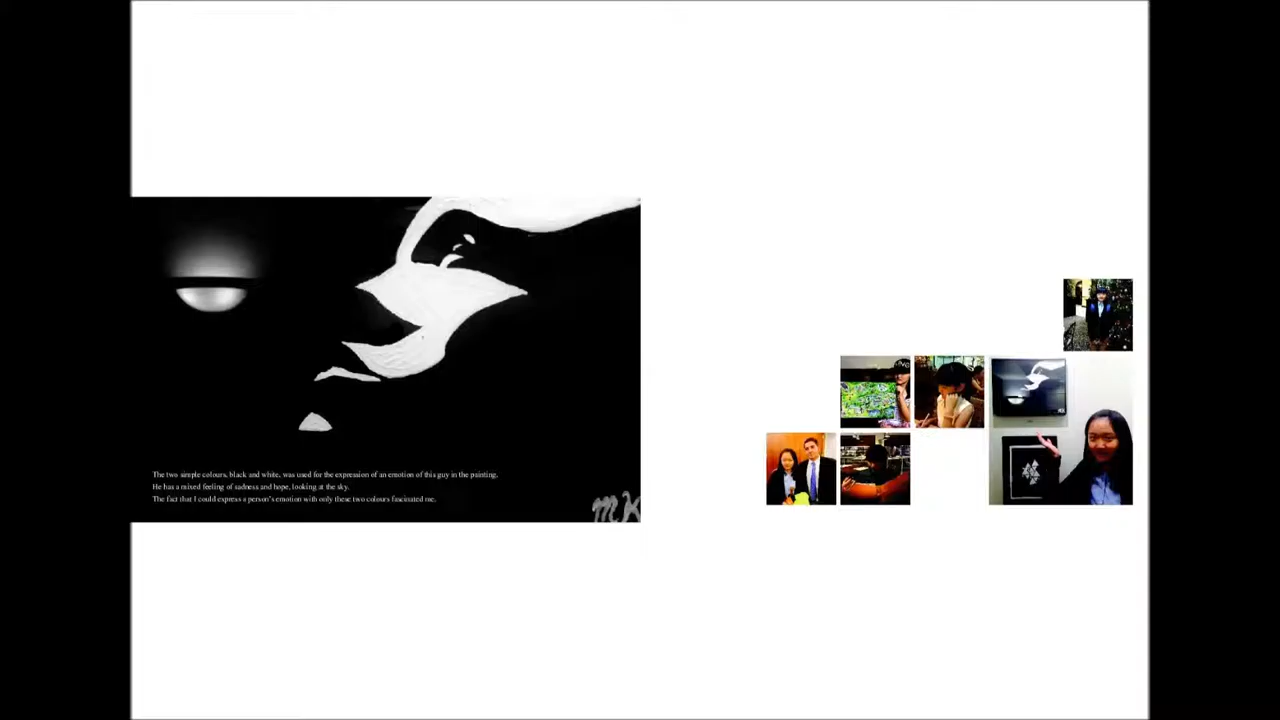 The two simple colours, black and white, was used for the expression of an emotion of this guy in the painting.
He has a mixed feeling of sadness and hope, looking at the sky.
The fact that I could express a person's emotion with only these two colours fascinated me.
MK